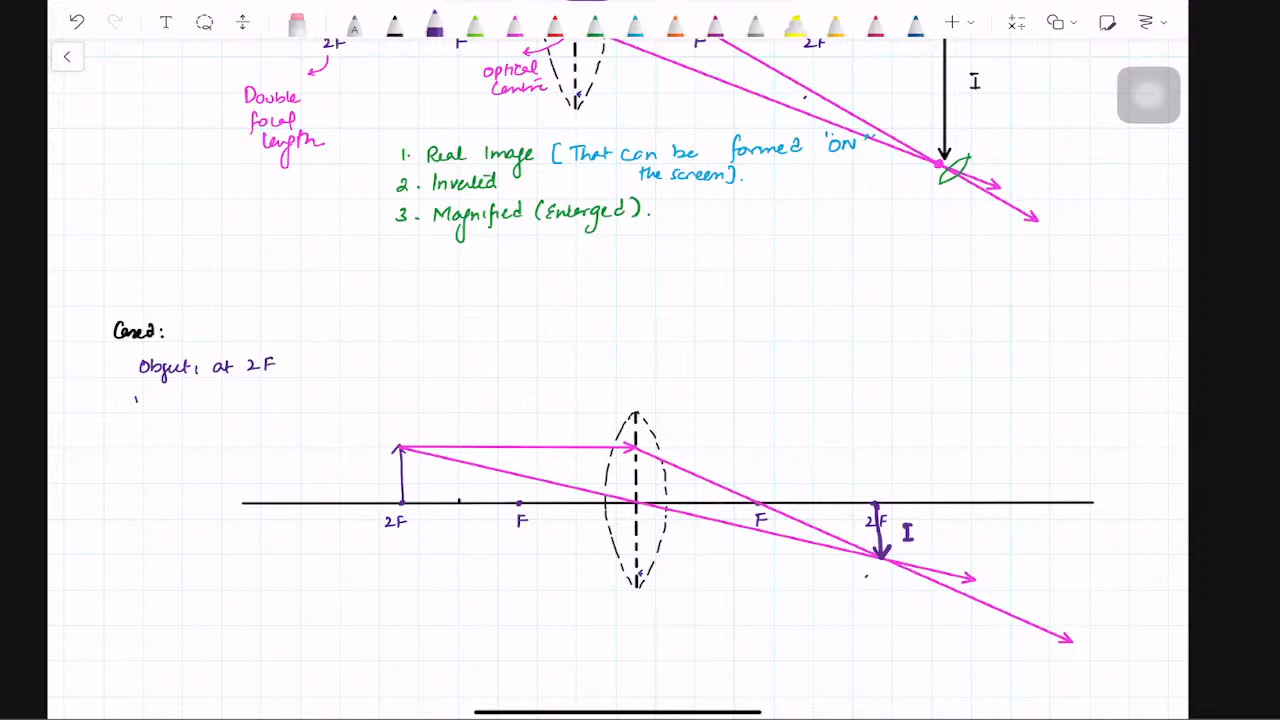 2F F F 2F
optical
centre
I
Double
focal
length
1. Real Image [That can be formed "ON"
the screen].
2. Inverted
3. Magnified (Enlarged).
Case 2:
Object, at 2F
2F F F 2F I
T
A